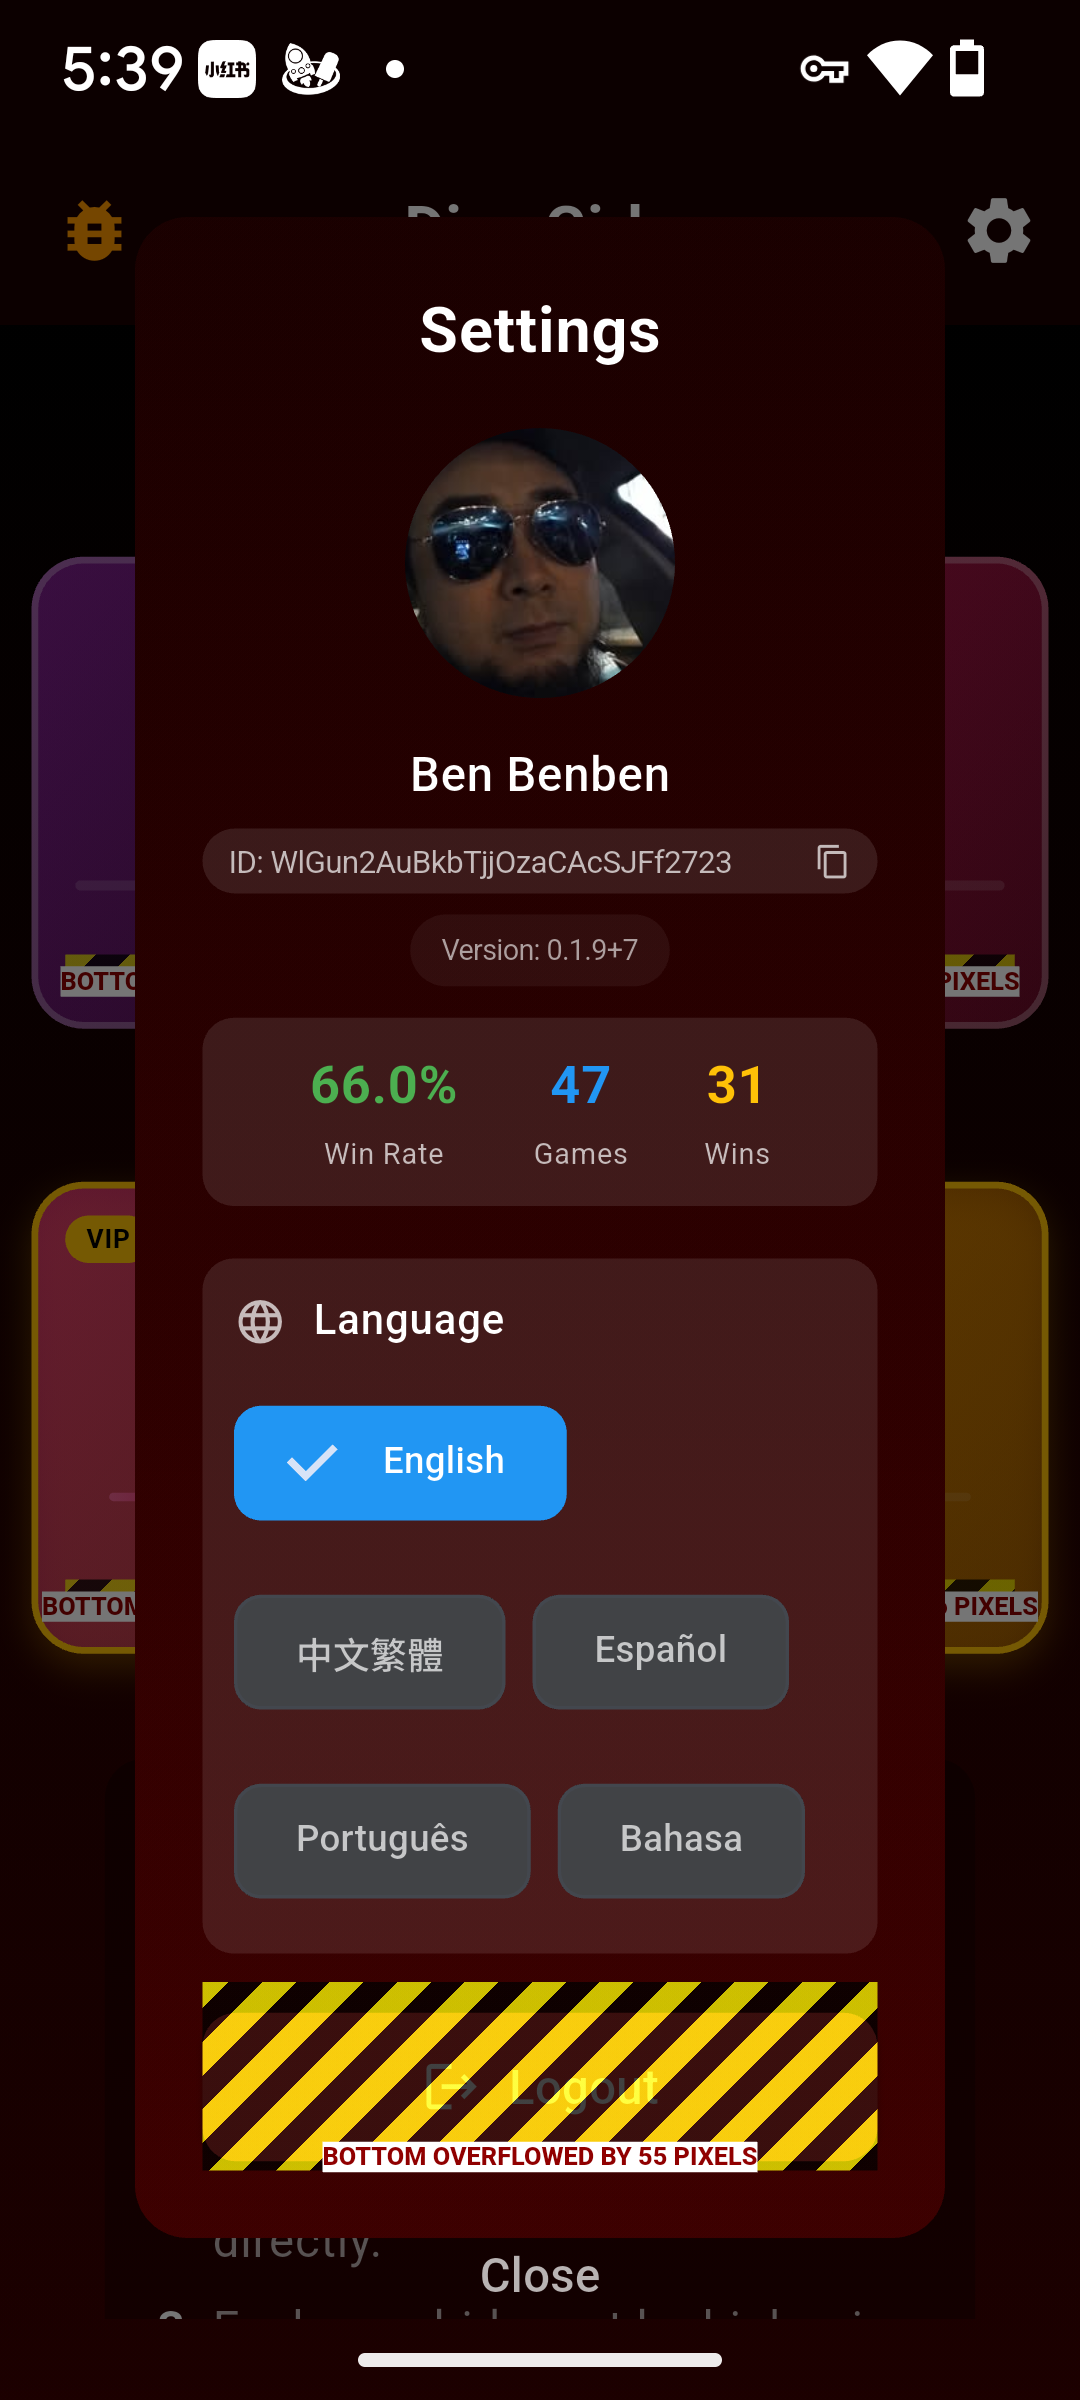 5:39
小红书
Settings
Ben Benben
ID: WlGun2AuBkbTjjOzaCAcSJFf2723
Version: 0.1.9+7
66.0% 47 31
Win Rate Games Wins
VIP
PIXELS
PIXELS
Language
English
中文繁體 Español
Português Bahasa
Logout
BOTTOM OVERFLOWED BY 55 PIXELS
directly.
Close